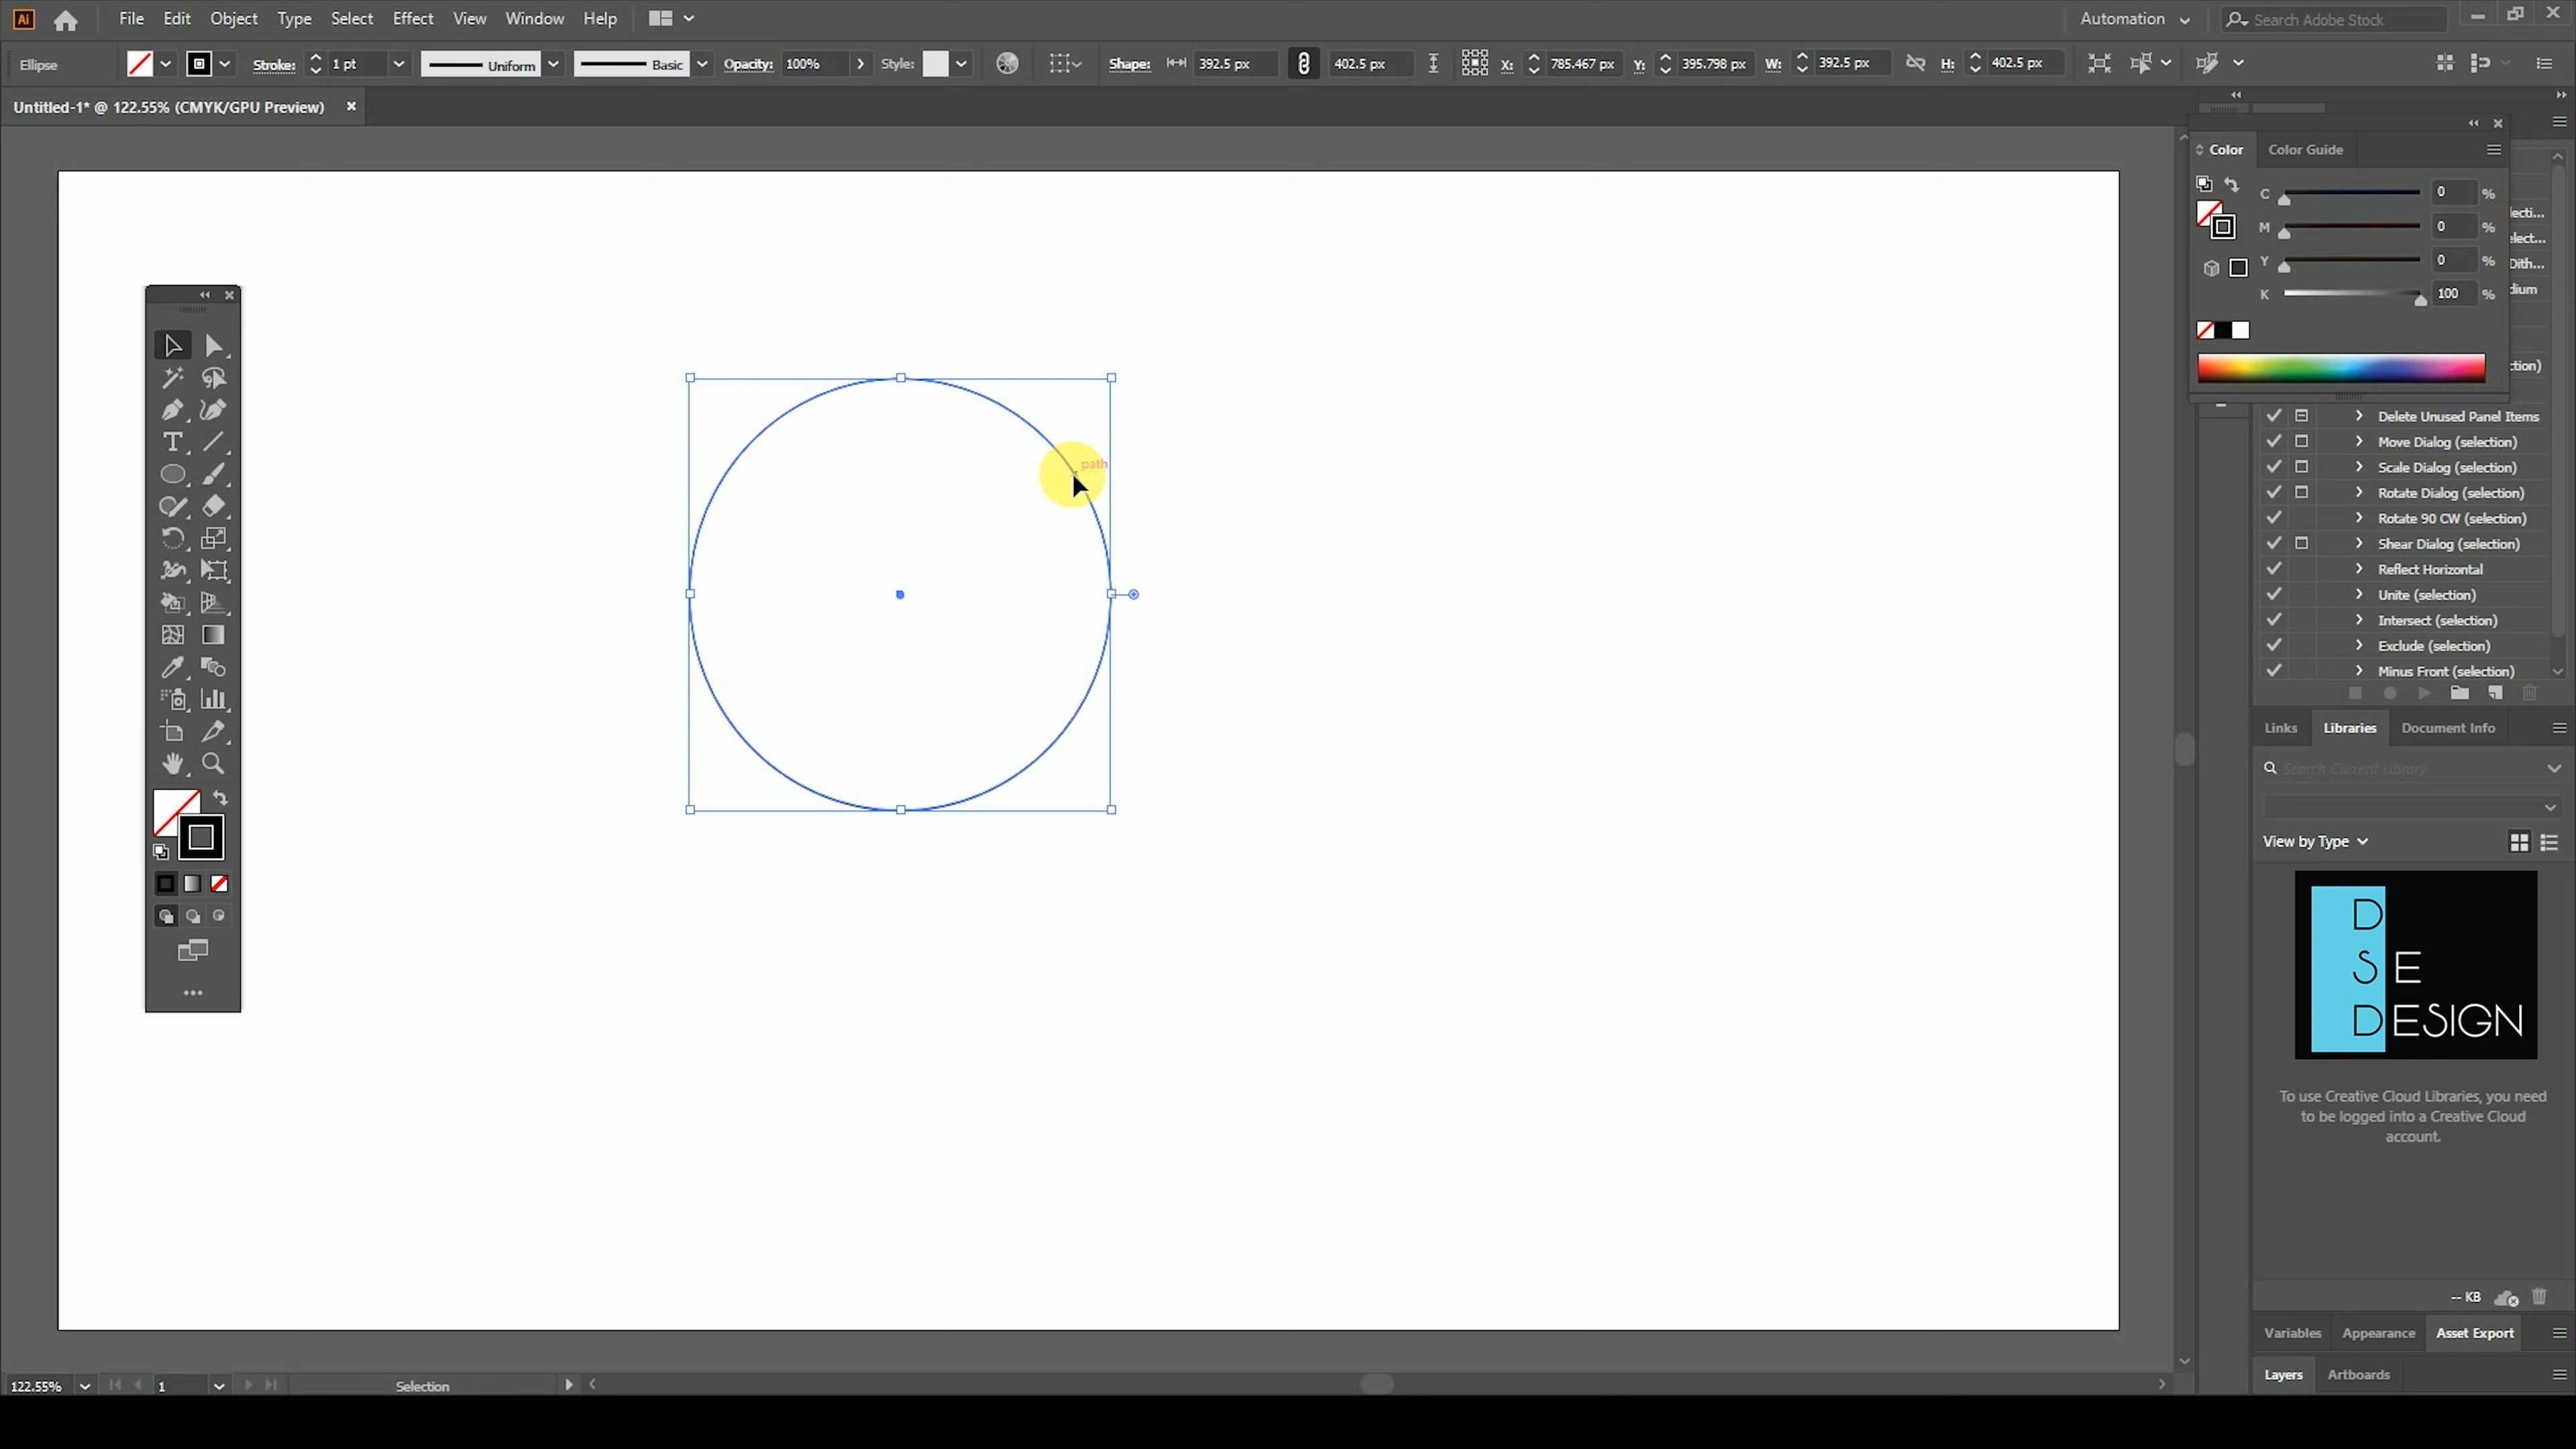 Ai File Edit Object Type Select Effect View Window Help Automation Search Adobe Stock
Ellipse Stroke: 1 pt Uniform Basic Opacity: 100% Style: Shape: 392.5 px 402.5 px X: 785.467 px Y: 395.798 px W: 392.5 px H: 402.5 px
Untitled-1* @ 122.55% (CMYK/GPU Preview)
Color Color Guide
C 0 %
M 0 %
Y 0 %
K 100 %
lecti...
elect...
Dith...
dium
ction)
path
Delete Unused Panel Items
Move Dialog (selection)
Scale Dialog (selection)
Rotate Dialog (selection)
Rotate 90 CW (selection)
Shear Dialog (selection)
Reflect Horizontal
Unite (selection)
Intersect (selection)
Exclude (selection)
Minus Front (selection)
Links Libraries Document Info
Search Current Library
View by Type
D
S E
DESIGN
To use Creative Cloud Libraries, you need
to be logged into a Creative Cloud
account.
-- KB
Variables Appearance Asset Export
Layers Artboards
122.55% 1 Selection